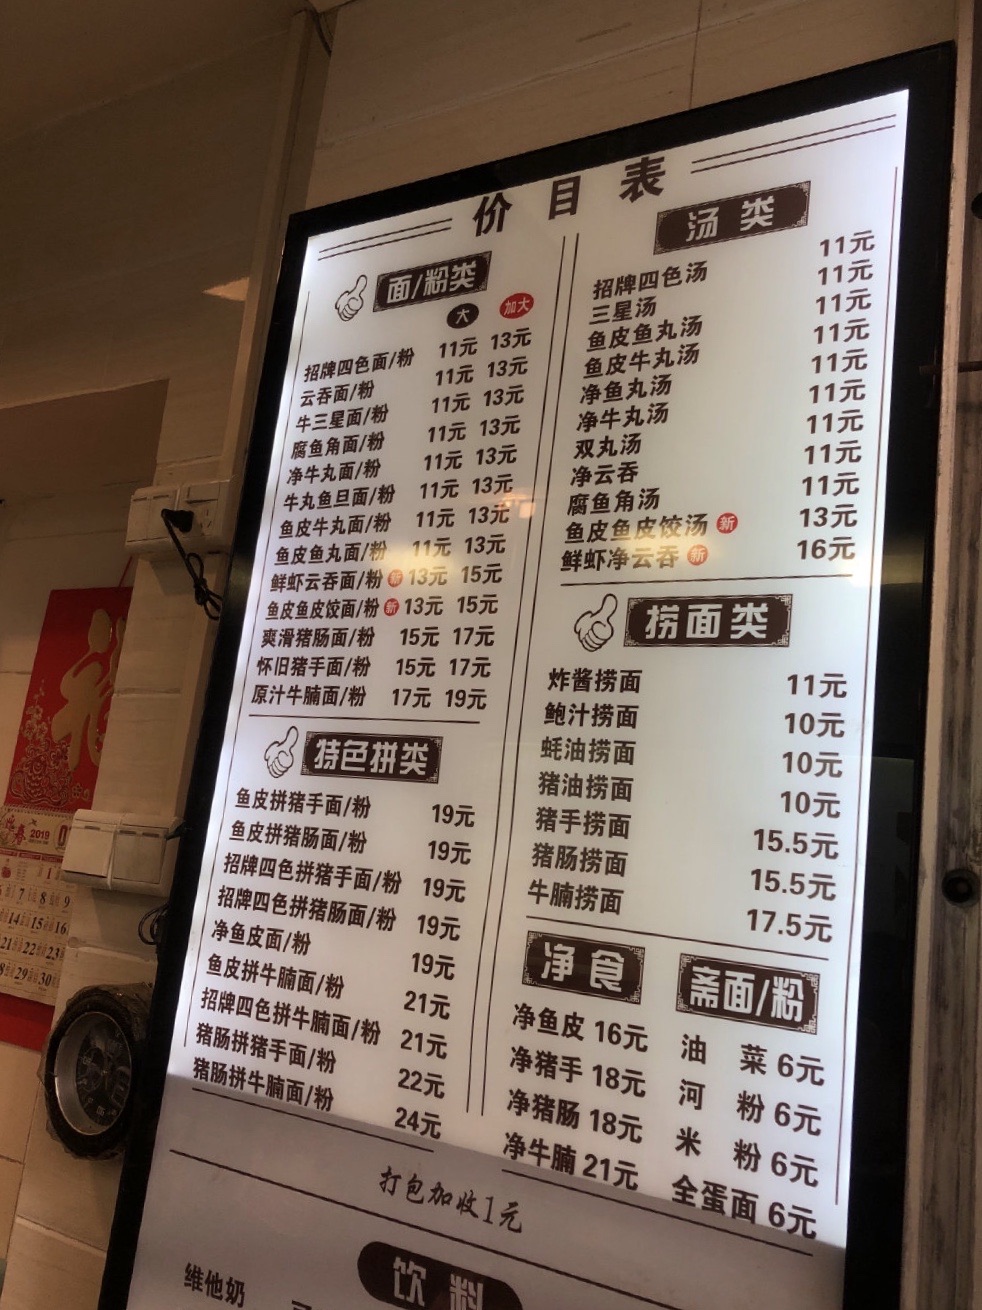 价目表
面/粉类
大 加大
招牌四色面/粉 11元 13元
云吞面/粉 11元 13元
牛三星面/粉 11元 13元
腐鱼角面/粉 11元 13元
净牛丸面/粉 11元 13元
牛丸鱼旦面/粉 11元 13元
鱼皮牛丸面/粉 11元 13元
鱼皮鱼丸面/粉 11元 13元
鲜虾云吞面/粉 新 13元 15元
鱼皮鱼皮饺面/粉 新 13元 15元
爽滑猪肠面/粉 15元 17元
怀旧猪手面/粉 15元 17元
原汁牛腩面/粉 17元 19元
特色拼类
鱼皮拼猪手面/粉 19元
鱼皮拼猪肠面/粉 19元
招牌四色拼猪手面/粉 19元
招牌四色拼猪肠面/粉 19元
净鱼皮面/粉 19元
鱼皮拼牛腩面/粉 21元
招牌四色拼牛腩面/粉 21元
猪肠拼猪手面/粉 22元
猪肠拼牛腩面/粉 24元
汤类
招牌四色汤 11元
三星汤 11元
鱼皮鱼丸汤 11元
鱼皮牛丸汤 11元
净鱼丸汤 11元
净牛丸汤 11元
双丸汤 11元
净云吞 11元
腐鱼角汤 11元
鱼皮鱼皮饺汤 新 13元
鲜虾净云吞 新 16元
捞面类
炸酱捞面 11元
鲍汁捞面 10元
蚝油捞面 10元
猪油捞面 10元
猪手捞面 15.5元
猪肠捞面 15.5元
牛腩捞面 17.5元
净食
净鱼皮 16元
净猪手 18元
净猪肠 18元
净牛腩 21元
斋面/粉
油菜 6元
河粉 6元
米粉 6元
全蛋面 6元
打包加收1元
饮料
维他奶
福
春
2019
1
7 8 9
14 15 16
21 22 23
29 30